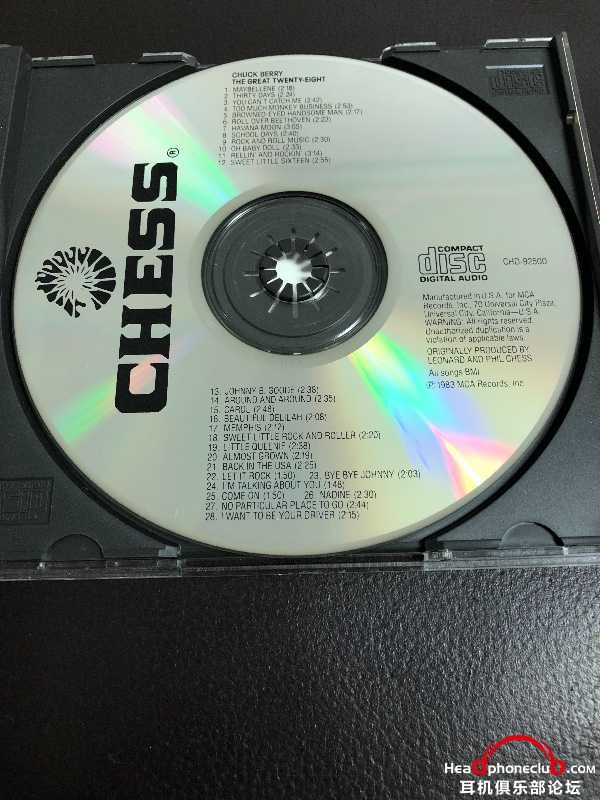 CHUCK BERRY
THE GREAT TWENTY-EIGHT
1 MAYBELLENE (2:18)
2 THIRTY DAYS (2:24)
3 YOU CAN'T CATCH ME (2:42)
4 TOO MUCH MONKEY BUSINESS (2:53)
5 BROWNED-EYED HANDSOME MAN (2:17)
6 ROLL OVER BEETHOVEN (2:23)
7 HAVANA MOON (3:05)
8 SCHOOL DAYS (2:40)
9 ROCK AND ROLL MUSIC (2:30)
10 OH BABY DOLL (2:33)
11 REELIN' AND ROCKIN' (3:14)
12 SWEET LITTLE SIXTEEN (2:55)
CHESS®
COMPACT
disc
DIGITAL AUDIO
CHD-92500
Manufactured in U.S.A. for MCA
Records, Inc., 70 Universal City Plaza,
Universal City, California—U.S.A.
WARNING: All rights reserved.
Unauthorized duplication is a
violation of applicable laws.
ORIGINALLY PRODUCED BY
LEONARD AND PHIL CHESS
All songs BMI
℗ 1983 MCA Records, Inc.
13. JOHNNY B. GOODE (2:38)
14. AROUND AND AROUND (2:35)
15. CAROL (2:48)
16. BEAUTIFUL DELILAH (2:08)
17. MEMPHIS (2:12)
18. SWEET LITTLE ROCK AND ROLLER (2:20)
19. LITTLE QUEENIE (2:38)
20. ALMOST GROWN (2:19)
21. BACK IN THE USA (2:25)
22. LET IT ROCK (1:50) 23. BYE BYE JOHNNY (2:03)
24. I'M TALKING ABOUT YOU (1:48)
25. COME ON (1:50) 26. NADINE (2:30)
27. NO PARTICULAR PLACE TO GO (2:44)
28. I WANT TO BE YOUR DRIVER (2:15)
Headphoneclub.com
耳机俱乐部论坛